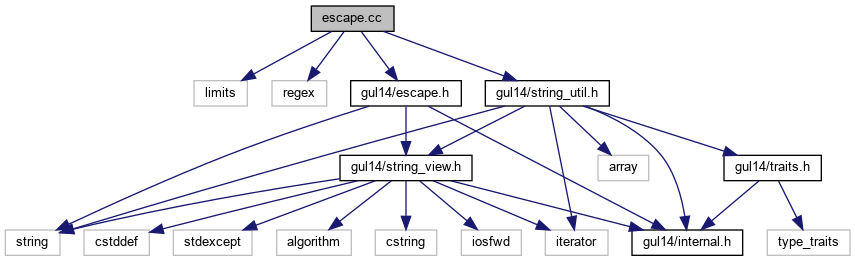 escape.cc
limits
regex
gul14/escape.h
gul14/string_util.h
gul14/string_view.h
array
gul14/traits.h
string
cstddef
stdexcept
algorithm
cstring
iosfwd
iterator
gul14/internal.h
type_traits